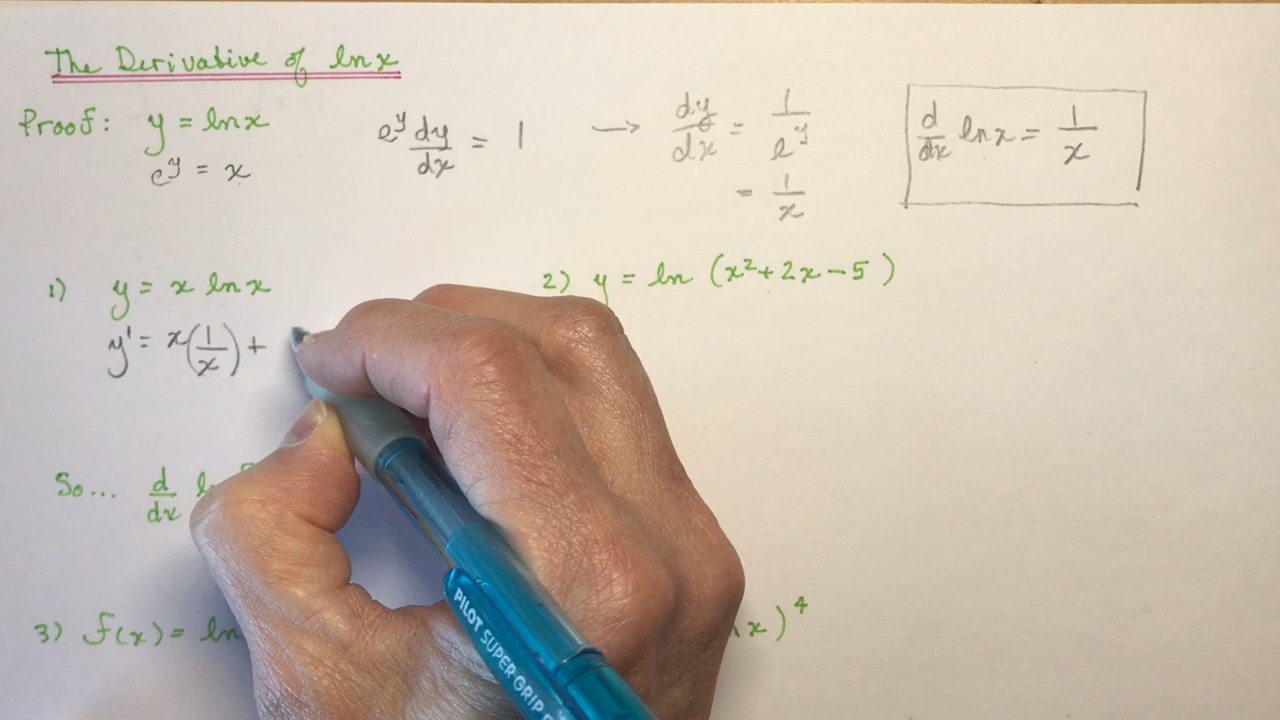 The Derivative of ln x
Proof: y = ln x
e^y = x
e^y dy/dx = 1
→ dy/dx = 1/e^y
= 1/x
d/dx ln x = 1/x
1) y = x ln x
y' = x(1/x) +
2) y = ln (x² + 2x - 5)
So... d/dx
3) f(x) = ln
x)⁴
PILOT SUPER GRIP